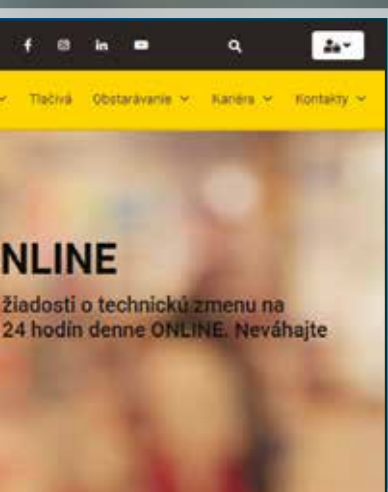 Tlačivá Obstarávanie Kariéra Kontakty
NLINE
žiadosti o technickú zmenu na
24 hodín denne ONLINE. Neváhajte